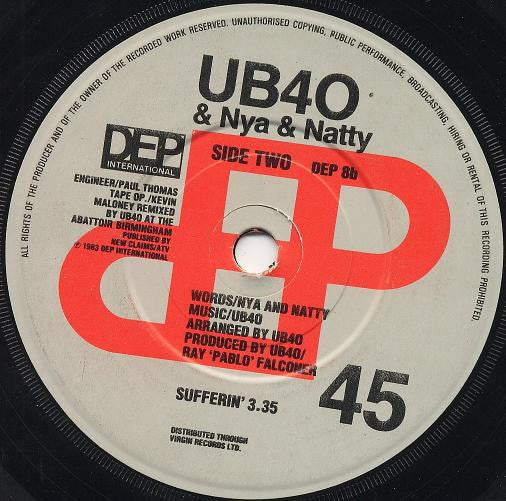 ALL RIGHTS OF THE PRODUCER AND OF THE OWNER OF THE RECORDED WORK RESERVED. UNAUTHORISED COPYING, PUBLIC PERFORMANCE, BROADCASTING, HIRING OR RENTAL OF THIS RECORDING PROHIBITED.
UB40
& Nya & Natty
DEP
INTERNATIONAL
SIDE TWO DEP 8b
ENGINEER/PAUL THOMAS
TAPE OP./KEVIN
MALONEY REMIXED
BY UB40 AT THE
ABATTOIR BIRMINGHAM
PUBLISHED BY
NEW CLAIMS/ATV
℗ 1983 DEP INTERNATIONAL
WORDS/NYA AND NATTY
MUSIC/UB40
ARRANGED BY UB40
PRODUCED BY UB40/
RAY 'PABLO' FALCONER
SUFFERIN' 3.35
45
DISTRIBUTED THROUGH
VIRGIN RECORDS LTD.